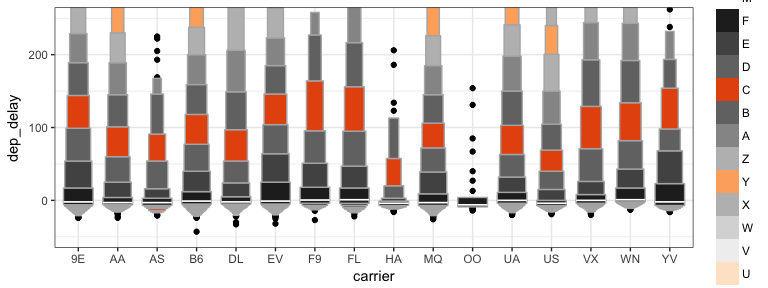 M
F
E
D
C
B
A
Z
Y
X
W
V
U
200
100
0
dep_delay
9E AA AS B6 DL EV F9 FL HA MQ OO UA US VX WN YV
carrier